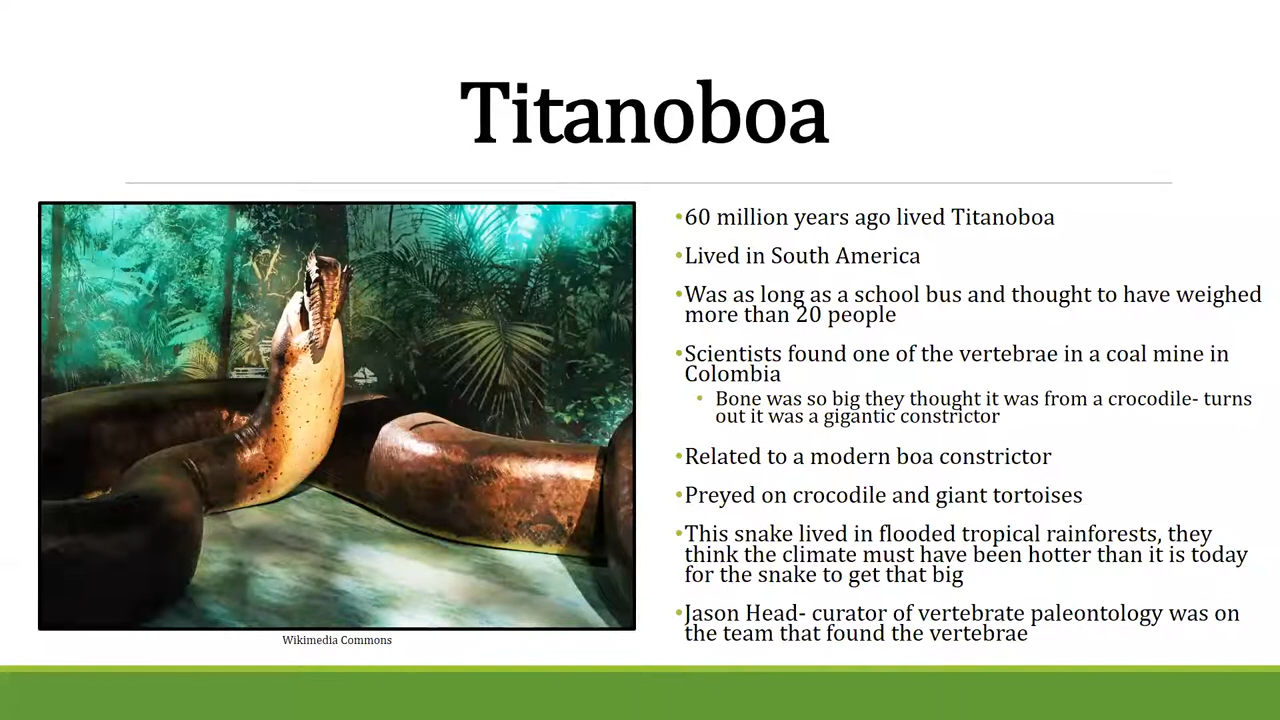 Titanoboa
•60 million years ago lived Titanoboa
•Lived in South America
•Was as long as a school bus and thought to have weighed
more than 20 people
•Scientists found one of the vertebrae in a coal mine in
Colombia
• Bone was so big they thought it was from a crocodile- turns
out it was a gigantic constrictor
•Related to a modern boa constrictor
•Preyed on crocodile and giant tortoises
•This snake lived in flooded tropical rainforests, they
think the climate must have been hotter than it is today
for the snake to get that big
•Jason Head- curator of vertebrate paleontology was on
the team that found the vertebrae
Wikimedia Commons